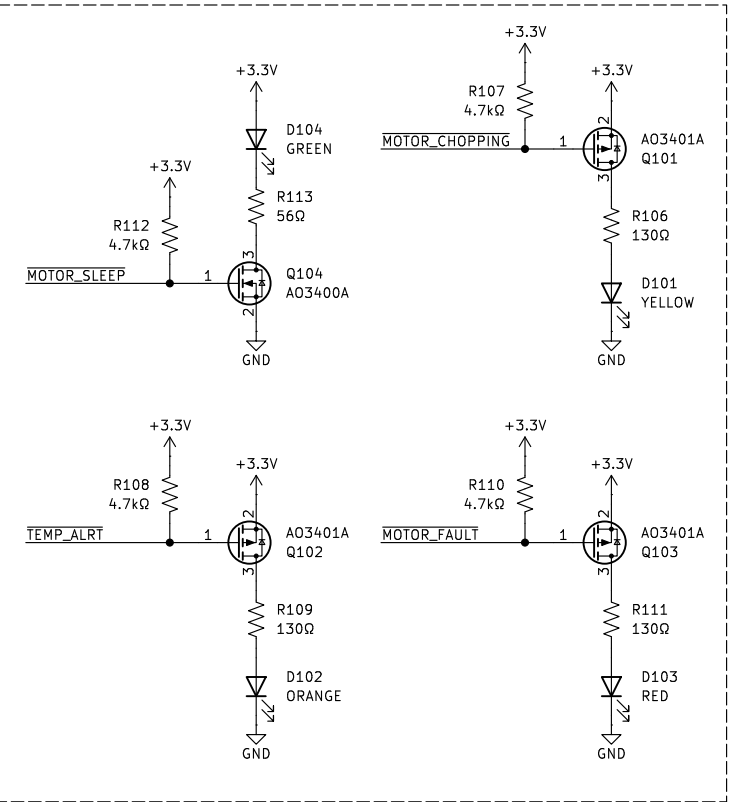 +3.3V
D104
GREEN
+3.3V
R113
56Ω
R112
4.7kΩ
3
MOTOR_SLEEP
1
Q104
AO3400A
2
GND
+3.3V
R107
4.7kΩ
+3.3V
2
MOTOR_CHOPPING
1
AO3401A
Q101
3
R106
130Ω
D101
YELLOW
GND
+3.3V
R108
4.7kΩ
+3.3V
2
TEMP_ALRT
1
AO3401A
Q102
3
R109
130Ω
D102
ORANGE
GND
+3.3V
R110
4.7kΩ
+3.3V
2
MOTOR_FAULT
1
AO3401A
Q103
3
R111
130Ω
D103
RED
GND